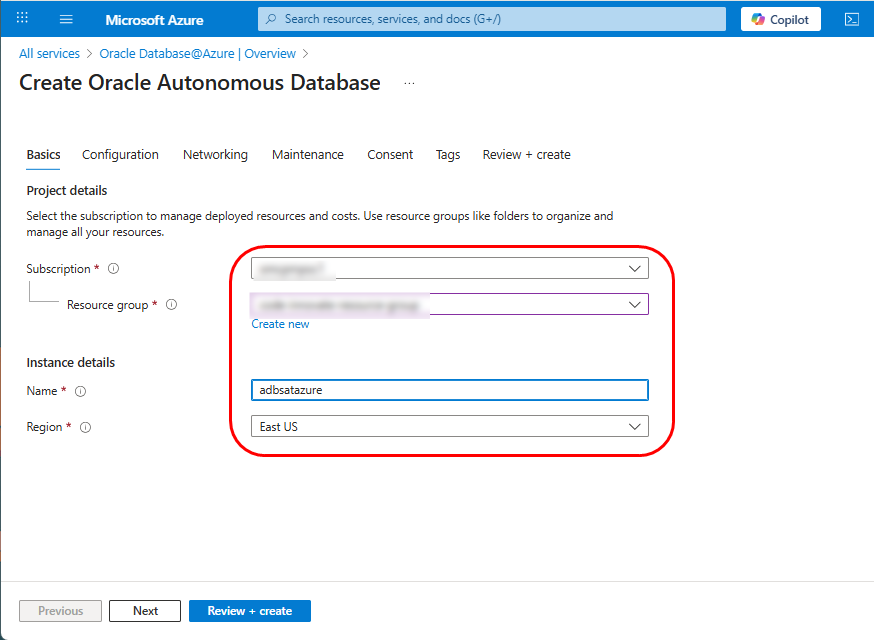 Microsoft Azure
Search resources, services, and docs (G+/)
Copilot
All services > Oracle Database@Azure | Overview >
Create Oracle Autonomous Database ...
Basics Configuration Networking Maintenance Consent Tags Review + create
Project details
Select the subscription to manage deployed resources and costs. Use resource groups like folders to organize and
manage all your resources.
Subscription *
Resource group *
Create new
Instance details
Name * adbsatazure
Region * East US
Previous Next Review + create